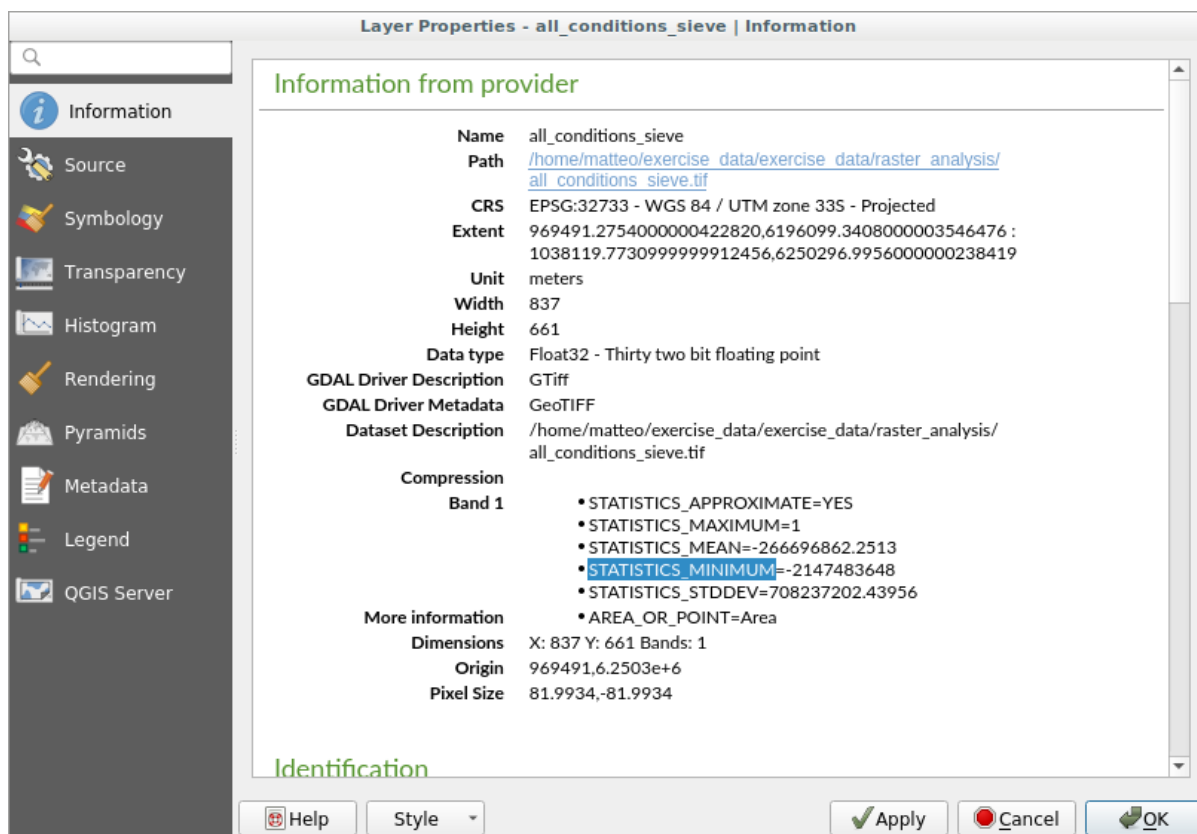 Layer Properties - all_conditions_sieve | Information
Information
Source
Symbology
Transparency
Histogram
Rendering
Pyramids
Metadata
Legend
QGIS Server
Information from provider
Name all_conditions_sieve
Path /home/matteo/exercise_data/exercise_data/raster_analysis/
all_conditions_sieve.tif
CRS EPSG:32733 - WGS 84 / UTM zone 33S - Projected
Extent 969491.2754000000422820,6196099.3408000003546476 :
1038119.7730999999912456,6250296.9956000000238419
Unit meters
Width 837
Height 661
Data type Float32 - Thirty two bit floating point
GDAL Driver Description GTiff
GDAL Driver Metadata GeoTIFF
Dataset Description /home/matteo/exercise_data/exercise_data/raster_analysis/
all_conditions_sieve.tif
Compression
Band 1 • STATISTICS_APPROXIMATE=YES
• STATISTICS_MAXIMUM=1
• STATISTICS_MEAN=-266696862.2513
• STATISTICS_MINIMUM=-2147483648
• STATISTICS_STDDEV=708237202.43956
More information • AREA_OR_POINT=Area
Dimensions X: 837 Y: 661 Bands: 1
Origin 969491,6.2503e+6
Pixel Size 81.9934,-81.9934
Identification
Help Style Apply Cancel OK